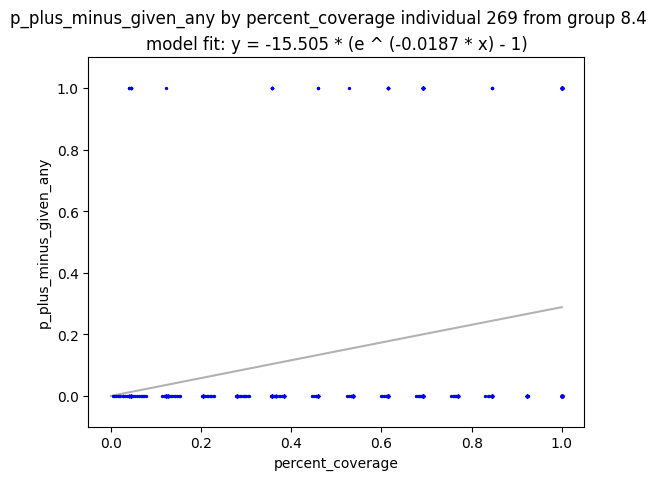 p_plus_minus_given_any by percent_coverage individual 269 from group 8.4
model fit: y = -15.505 * (e ^ (-0.0187 * x) - 1)
1.0
0.8
0.6
0.4
0.2
0.0
p_plus_minus_given_any
0.0 0.2 0.4 0.6 0.8 1.0
percent_coverage